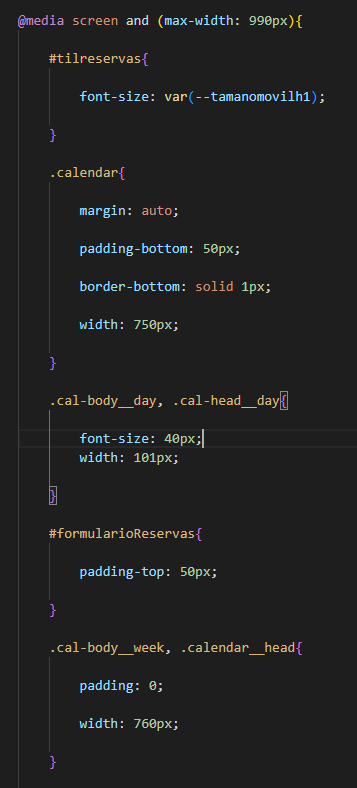 @media screen and (max-width: 990px){
#tilreservas{
font-size: var(--tamanomovilh1);
}
.calendar{
margin: auto;
padding-bottom: 50px;
border-bottom: solid 1px;
width: 750px;
}
.cal-body__day, .cal-head__day{
font-size: 40px;
width: 101px;
}
#formularioReservas{
padding-top: 50px;
}
.cal-body__week, .calendar__head{
padding: 0;
width: 760px;
}